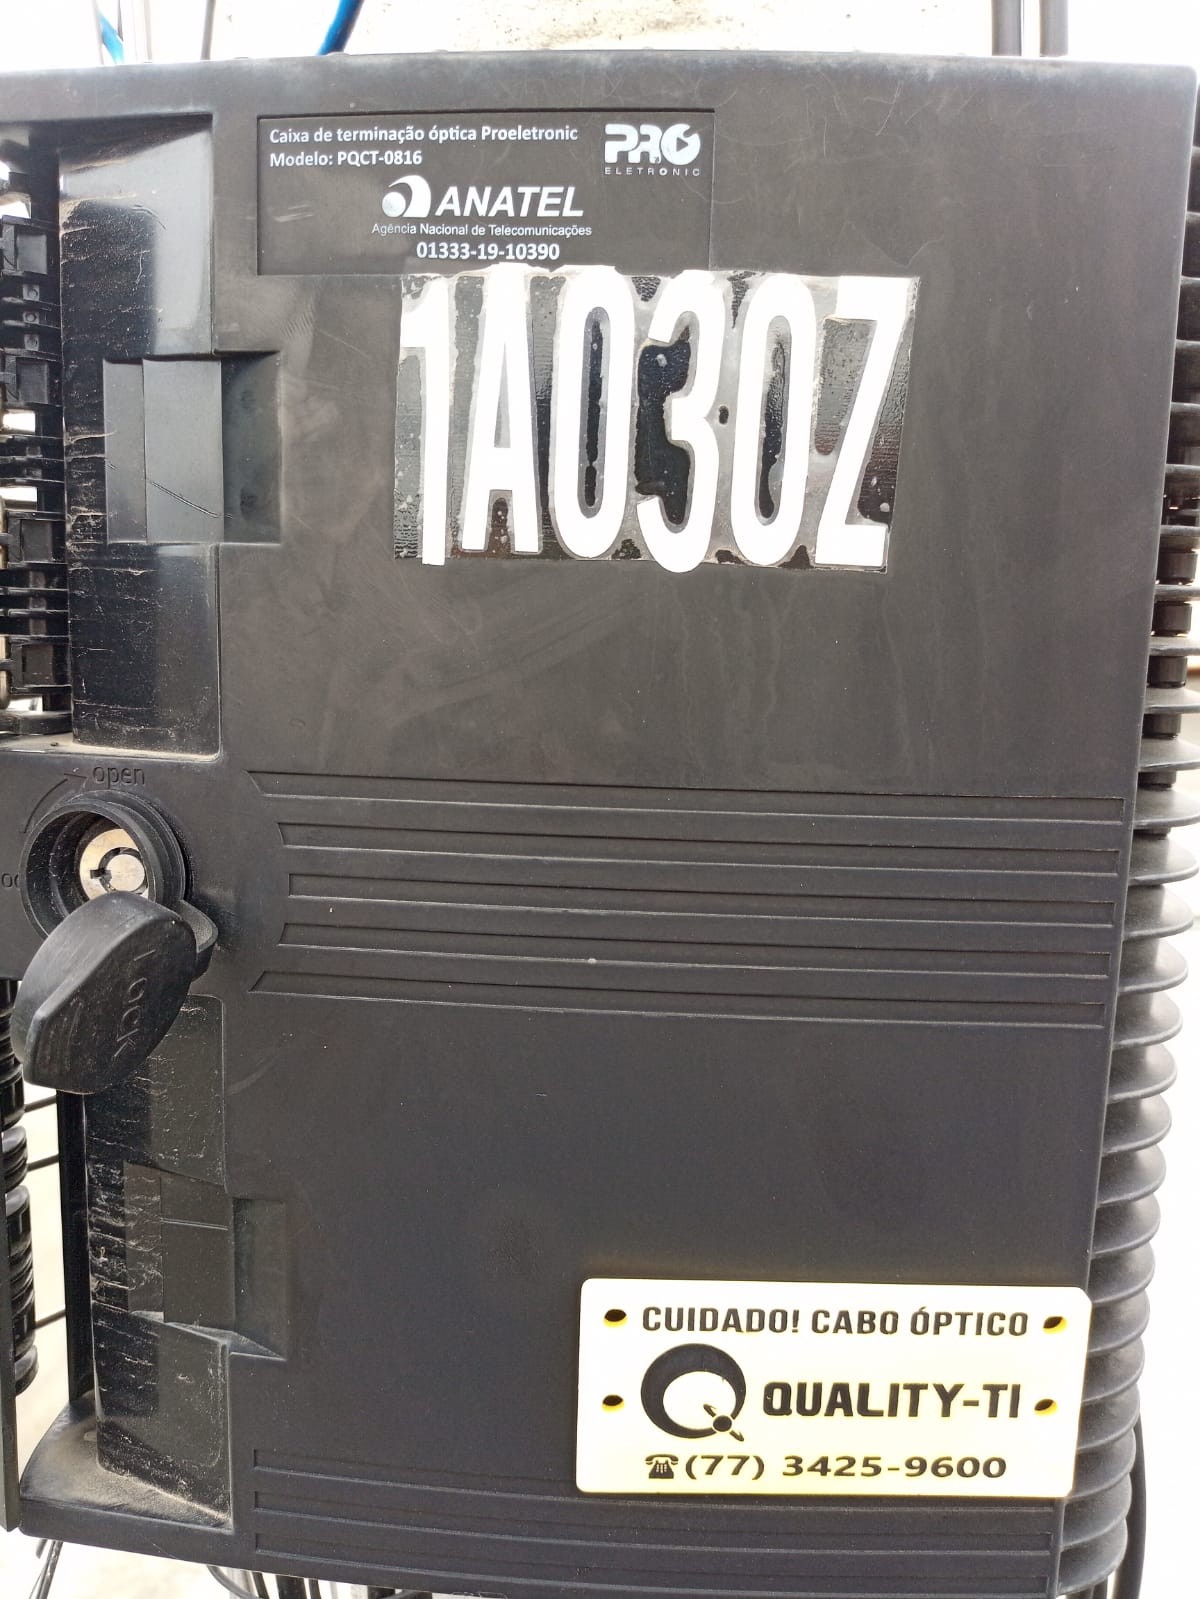 Caixa de terminação óptica Proeletronic
Modelo: PQCT-0816
PRO
ELETRONIC
ANATEL
Agência Nacional de Telecomunicações
01333-19-10390
1A030Z
open
CUIDADO! CABO ÓPTICO
QUALITY-TI
(77) 3425-9600